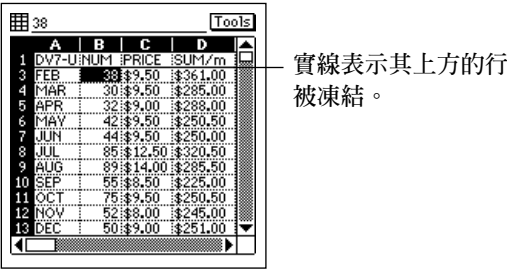 38 Tools
A B C D
1 DV7-U NUM PRICE SUM/m
3 FEB 38 $9.50 $361.00
4 MAR 30 $9.50 $285.00
5 APR 32 $9.00 $288.00
6 MAY 42 $9.50 $250.50
7 JUN 44 $9.50 $250.00
8 JUL 85 $12.50 $320.50
9 AUG 89 $14.00 $285.50
10 SEP 55 $8.50 $225.00
11 OCT 75 $9.50 $250.50
12 NOV 52 $8.00 $245.00
13 DEC 50 $9.00 $251.00
實線表示其上方的行
被凍結。